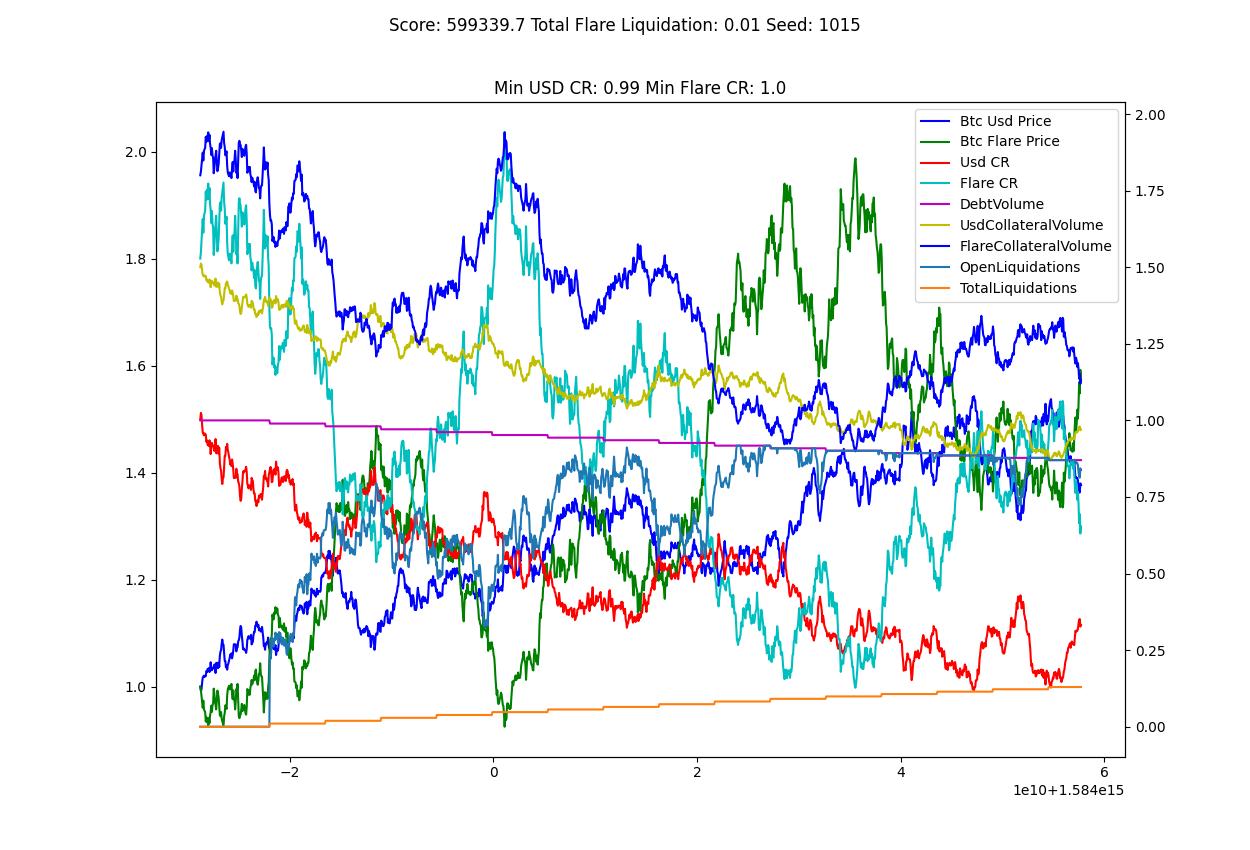 Score: 599339.7 Total Flare Liquidation: 0.01 Seed: 1015
Min USD CR: 0.99 Min Flare CR: 1.0
2.0
1.8
1.6
1.4
1.2
1.0
2.00
1.75
1.50
1.25
1.00
0.75
0.50
0.25
0.00
Btc Usd Price
Btc Flare Price
Usd CR
Flare CR
DebtVolume
UsdCollateralVolume
FlareCollateralVolume
OpenLiquidations
TotalLiquidations
−2
0
2
4
6
1e10+1.584e15